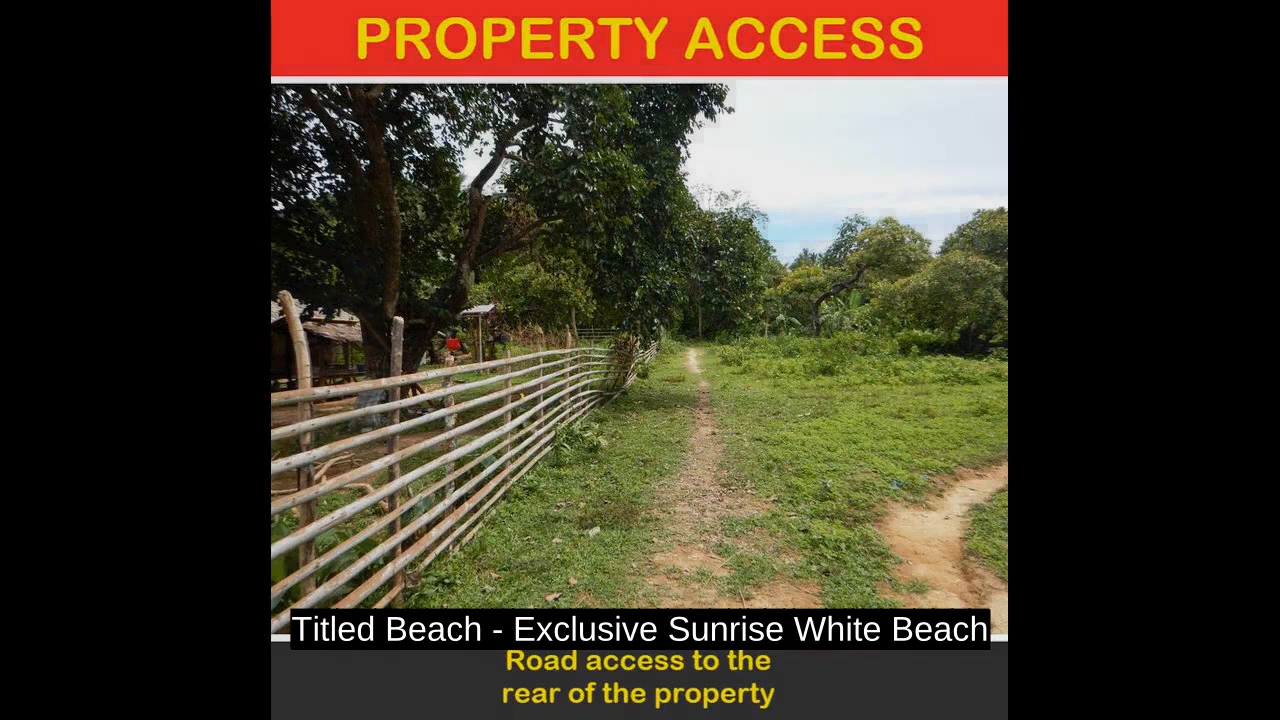 PROPERTY ACCESS
Titled Beach - Exclusive Sunrise White Beach
Road access to the
rear of the property